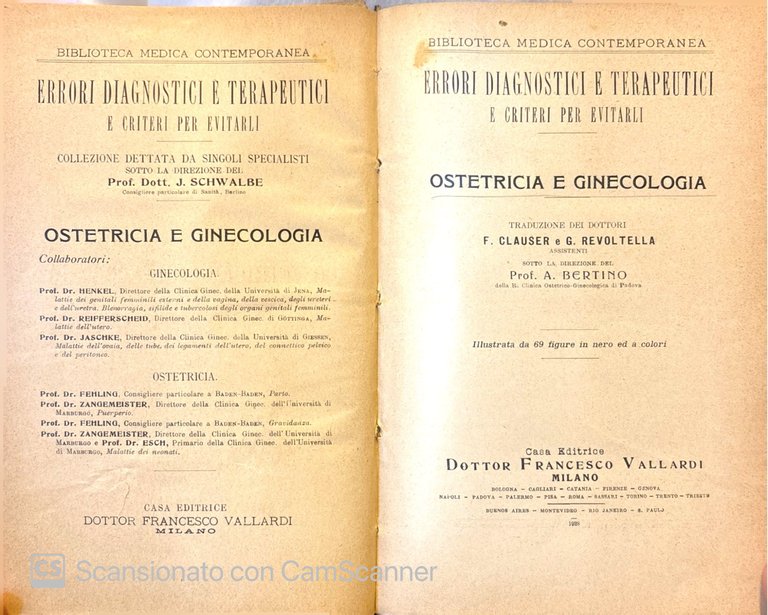 BIBLIOTECA MEDICA CONTEMPORANEA
ERRORI DIAGNOSTICI E TERAPEUTICI
E CRITERI PER EVITARLI
COLLEZIONE DETTATA DA SINGOLI SPECIALISTI
SOTTO LA DIREZIONE DEL
Prof. Dott. J. SCHWALBE
Consigliere particolare di Sanità, Berlino
OSTETRICIA E GINECOLOGIA
Collaboratori:
GINECOLOGIA.
Prof. Dr. HENKEL, Direttore della Clinica Ginec. della Università di JENA, Ma-
lattie dei genitali femminili esterni e della vagina, della vescica, degli ureteri
e dell'uretra. Blenorragia, sifilide e tubercolosi degli organi genitali femminili.
Prof. Dr. REIFFERSCHEID, Direttore della Clinica Ginec. di GOTTINGA, Ma-
lattie dell'utero.
Prof. Dr. JASCHKE, Direttore della Clinica Ginec. della Università di GIESSEN,
Malattie dell'ovaia, delle tube, dei legamenti dell'utero, del connettico pelvico
e del peritoneo.
OSTETRICIA.
Prof. Dr. FEHLING, Consigliere particolare a BADEN-BADEN, Parto.
Prof. Dr. ZANGEMEISTER, Direttore della Clinica Ginec. dell'Università di
MARBURGO, Puerperio.
Prof. Dr. FEHLING, Consigliere particolare a BADEN-BADEN, Gravidanza.
Prof. Dr. ZANGEMEISTER, Direttore della Clinica Ginec. dell'Università di
MARBURGO e Prof. Dr. ESCH, Primario della Clinica Ginec. dell'Università
di MARBURGO, Malattie dei neonati.
CASA EDITRICE
DOTTOR FRANCESCO VALLARDI
MILANO
BIBLIOTECA MEDICA CONTEMPORANEA
ERRORI DIAGNOSTICI E TERAPEUTICI
E CRITERI PER EVITARLI
OSTETRICIA E GINECOLOGIA
TRADUZIONE DEI DOTTORI
F. CLAUSER e G. REVOLTELLA
ASSISTENTI
SOTTO LA DIREZIONE DEL
Prof. A. BERTINO
della R. Clinica Ostetrico-Ginecologica di Padova
Illustrata da 69 figure in nero ed a colori
Casa Editrice
DOTTOR FRANCESCO VALLARDI
MILANO
BOLOGNA – CAGLIARI – CATANIA – FIRENZE – GENOVA
NAPOLI – PADOVA – PALERMO – PISA – ROMA – SASSARI – TORINO – TRENTO – TRIESTE
BUENOS AIRES – MONTEVIDEO – RIO JANEIRO – S. PAULO
1928
CS Scansionato con CamScanner